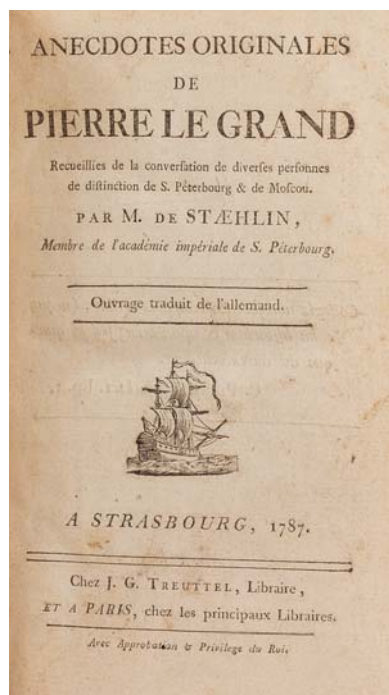 ANECDOTES ORIGINALES
DE
PIERRE LE GRAND
Recueillies de la converſation de diverſes perſonnes
de diſtinction de S. Péterbourg & de Moſcou.
PAR M. DE STÆHLIN,
Membre de l'académie impériale de S. Péterbourg.
Ouvrage traduit de l'allemand.
A STRASBOURG, 1787.
Chez J. G. TREUTTEL, Libraire,
ET A PARIS, chez les principaux Libraires.
Avec Approbation & Privilege du Roi.